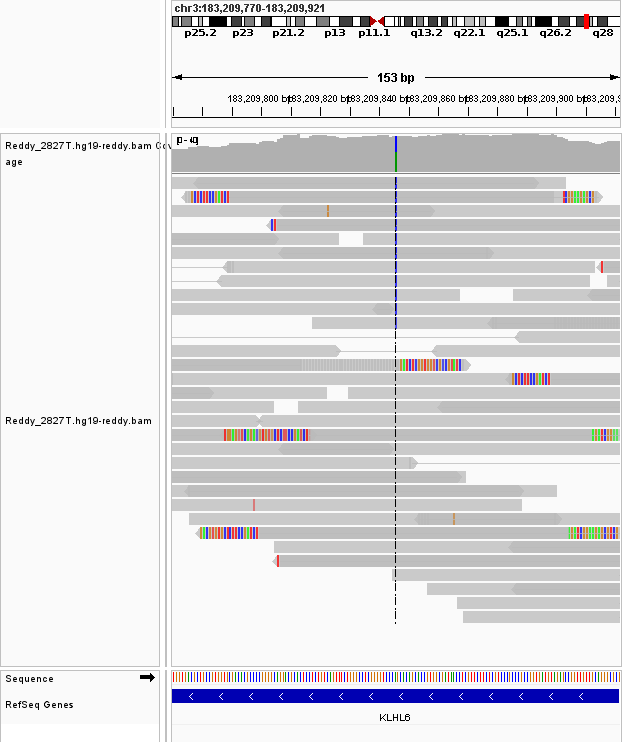 chr3:183,209,770-183,209,921
p25.2 p23 p21.2 p13 p11.1 q13.2 q22.1 q25.1 q26.2 q28
153 bp
183,209,800 bp 183,209,820 bp 183,209,840 bp 183,209,860 bp 183,209,880 bp 183,209,900 bp 183,209,9
Reddy_2827T.hg19-reddy.bam Cov
age
Reddy_2827T.hg19-reddy.bam
Sequence
RefSeq Genes
KLHL6